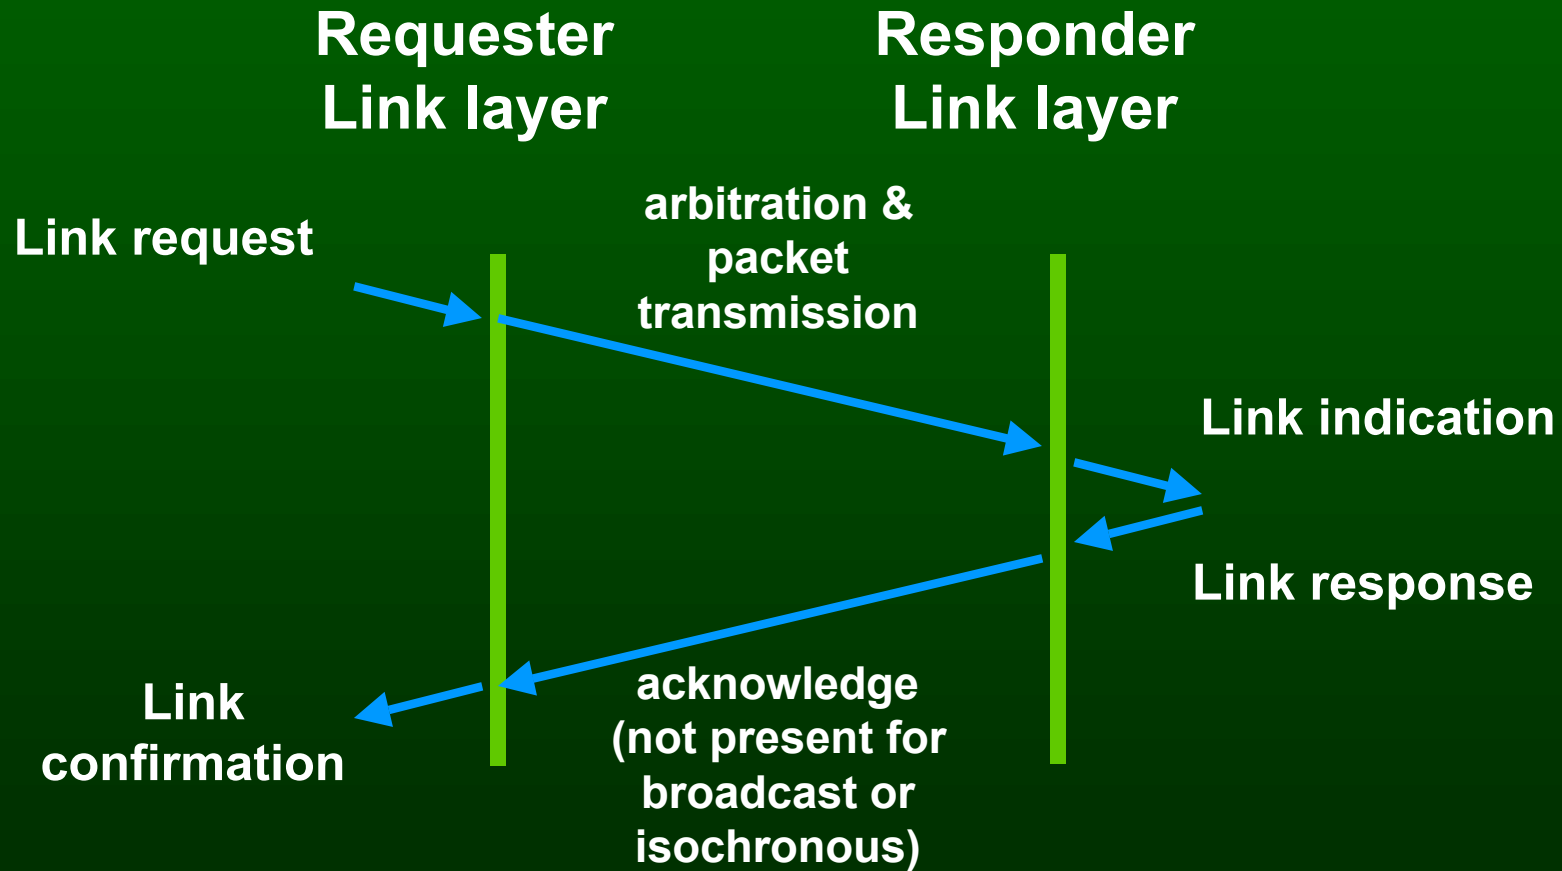 Requester
Link layer
Responder
Link layer
arbitration &
packet
transmission
Link request
Link indication
Link response
Link
confirmation
acknowledge
(not present for
broadcast or
isochronous)